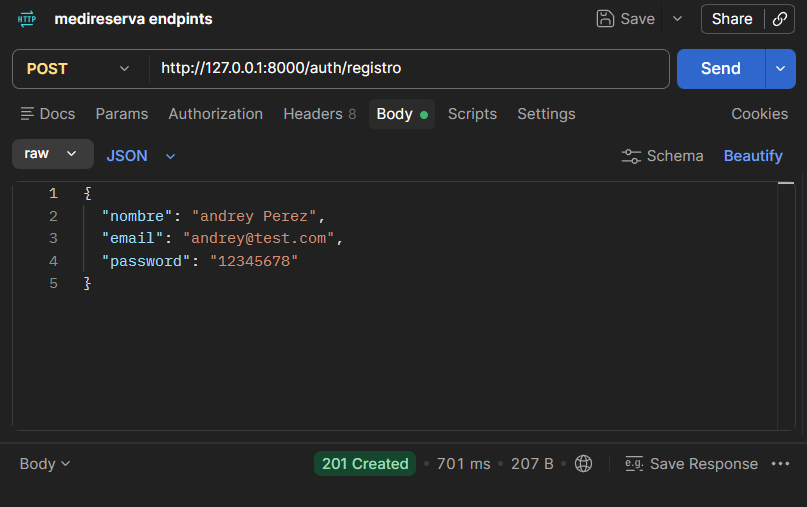 HTTP medireserva endpints Save Share
POST http://127.0.0.1:8000/auth/registro Send
Docs Params Authorization Headers 8 Body Scripts Settings Cookies
raw JSON Schema Beautify
1 {
2 "nombre": "andrey Perez",
3 "email": "andrey@test.com",
4 "password": "12345678"
5 }
Body 201 Created • 701 ms • 207 B • e.g. Save Response •••